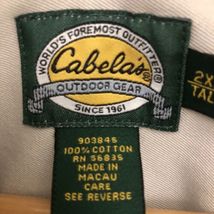 WORLD'S FOREMOST OUTFITTER®
Cabela's
OUTDOOR GEAR
SINCE 1961
2X
TAL
903845
100% COTTON
RN 56835
MADE IN
MACAU
CARE
SEE REVERSE